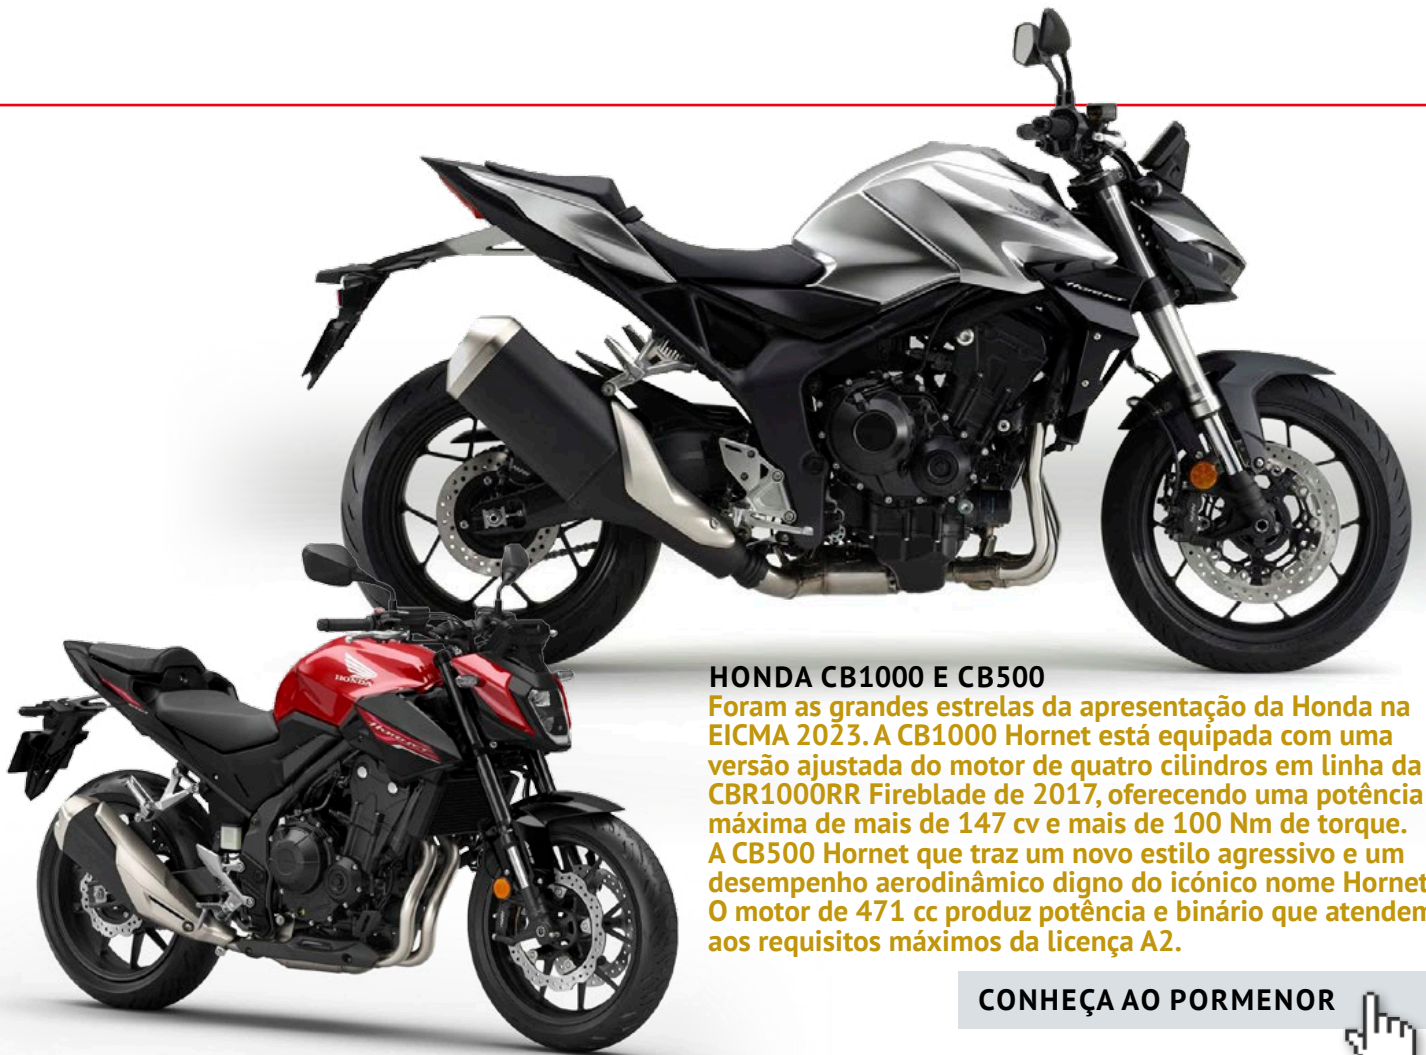 Hornet
HONDA
Hornet
HONDA CB1000 E CB500
Foram as grandes estrelas da apresentação da Honda na
EICMA 2023. A CB1000 Hornet está equipada com uma
versão ajustada do motor de quatro cilindros em linha da
CBR1000RR Fireblade de 2017, oferecendo uma potência
máxima de mais de 147 cv e mais de 100 Nm de torque.
A CB500 Hornet que traz um novo estilo agressivo e um
desempenho aerodinâmico digno do icónico nome Hornet
O motor de 471 cc produz potência e binário que atendem
aos requisitos máximos da licença A2.
CONHEÇA AO PORMENOR